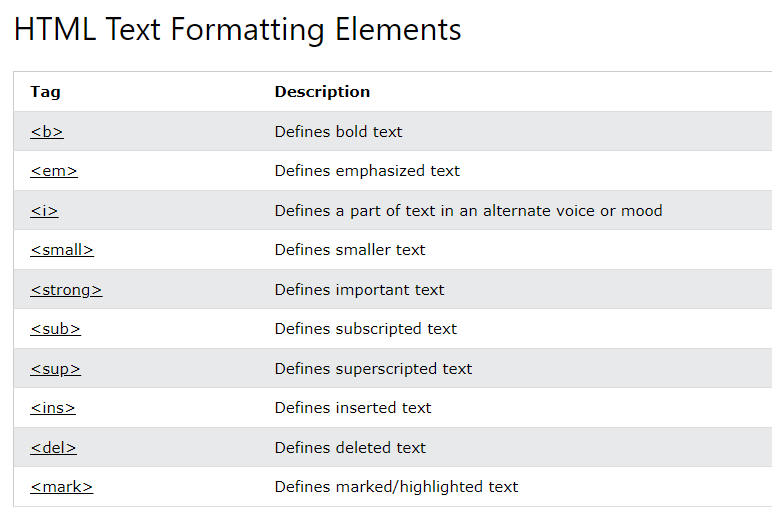 HTML Text Formatting Elements
Tag Description
<b> Defines bold text
<em> Defines emphasized text
<i> Defines a part of text in an alternate voice or mood
<small> Defines smaller text
<strong> Defines important text
<sub> Defines subscripted text
<sup> Defines superscripted text
<ins> Defines inserted text
<del> Defines deleted text
<mark> Defines marked/highlighted text